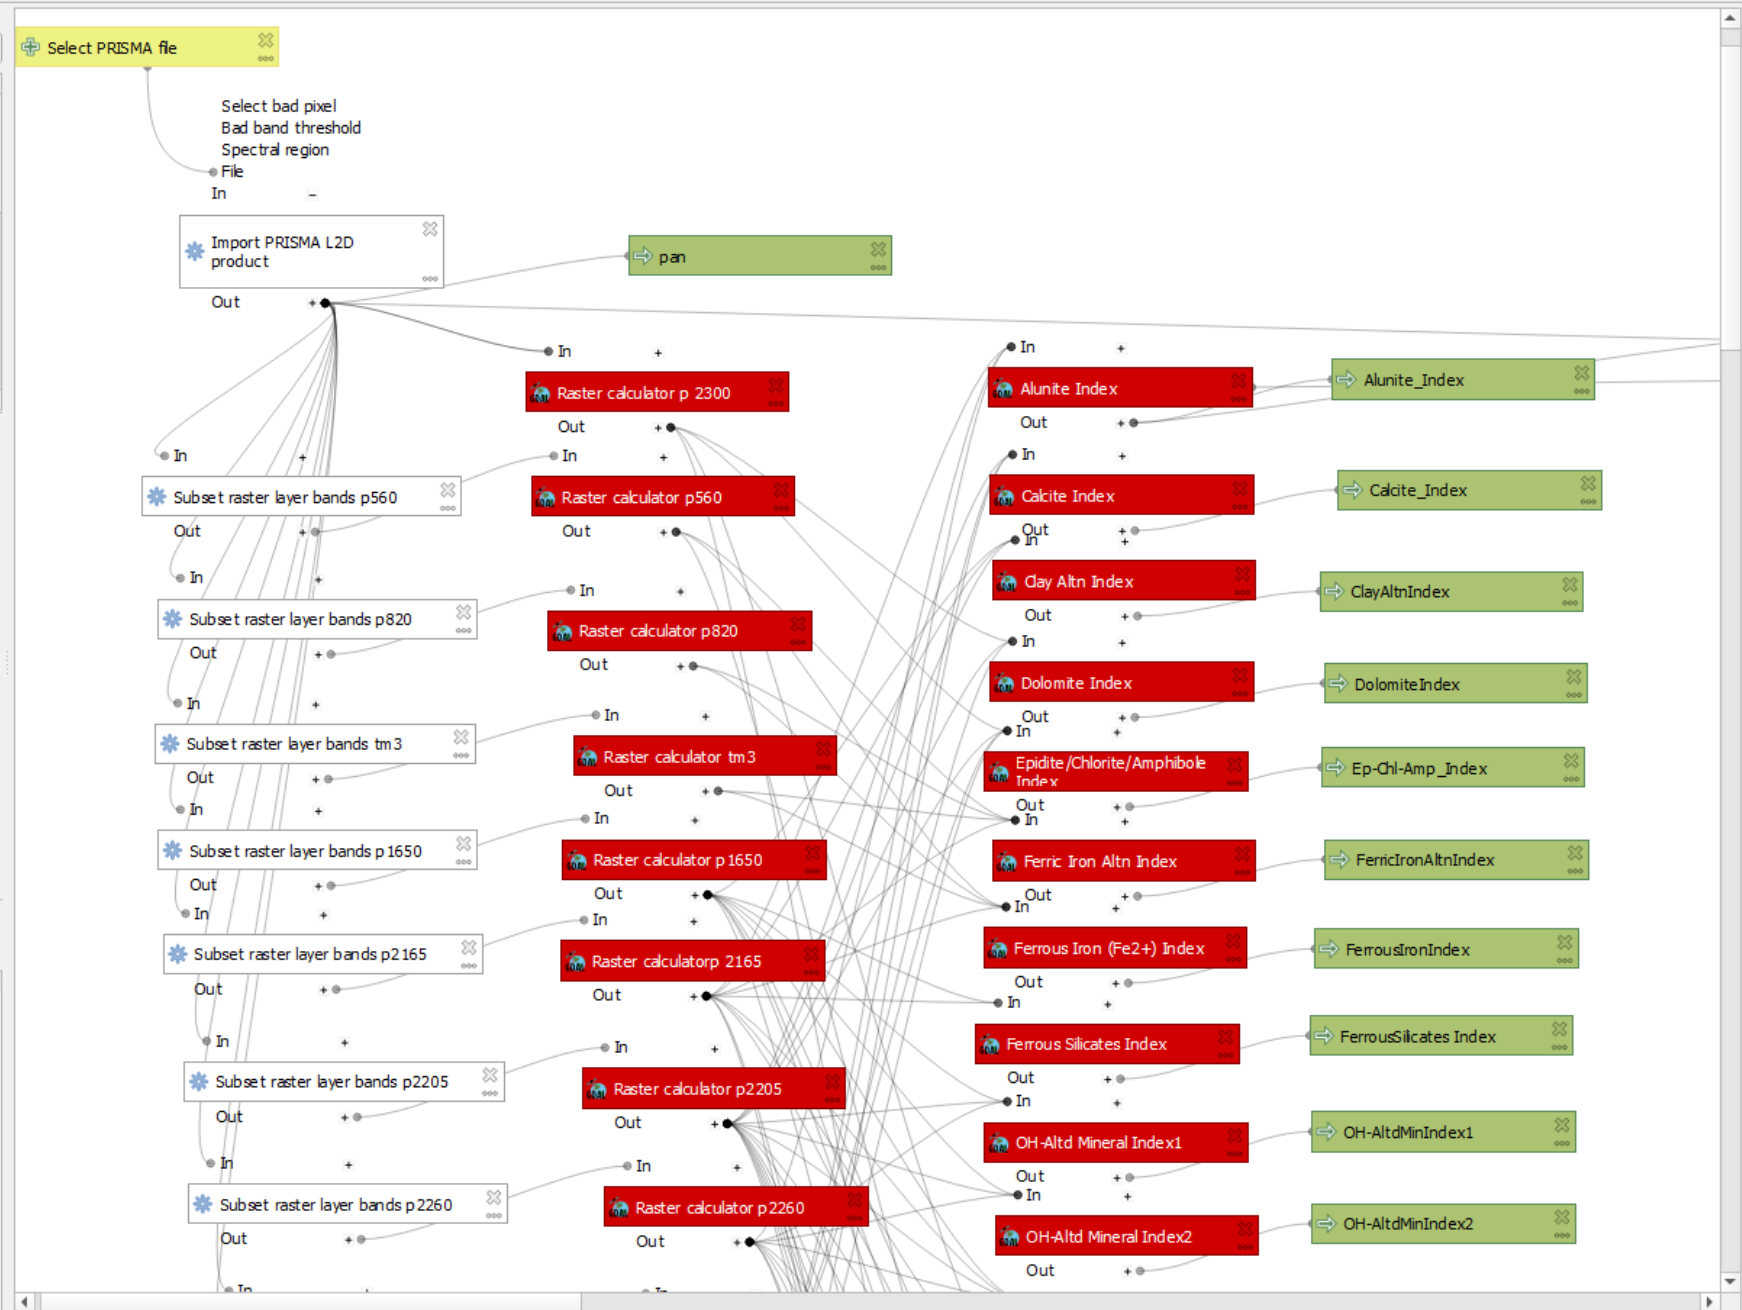 Select PRISMA file
Select bad pixel
Bad band threshold
Spectral region
File
In
Import PRISMA L2D
product
Out
pan
In
Raster calculator p 2300
Out
In
Subset raster layer bands p560
Out
In
Raster calculator p560
Out
In
Subset raster layer bands p820
Out
In
Raster calculator p820
Out
In
Subset raster layer bands tm3
Out
In
Raster calculator tm3
Out
In
Subset raster layer bands p1650
Out
In
Raster calculator p1650
Out
In
Subset raster layer bands p2165
Out
In
Raster calculatorp 2165
Out
In
Subset raster layer bands p2205
Out
In
Raster calculator p2205
Out
In
Subset raster layer bands p2260
Out
In
Raster calculator p2260
Out
In
In
In
Alunite Index
Out
Alunite_Index
In
Calcite Index
Out
Calcite_Index
In
Clay Altn Index
Out
ClayAltnIndex
In
Dolomite Index
Out
DolomiteIndex
In
Epidite/Chlorite/Amphibole
Index
Out
Ep-Chl-Amp_Index
In
Ferric Iron Altn Index
Out
FerricIronAltnIndex
In
Ferrous Iron (Fe2+) Index
Out
FerrousIronIndex
In
Ferrous Silicates Index
Out
FerrousSilicates Index
In
OH-Altd Mineral Index1
Out
OH-AltdMinIndex1
In
OH-Altd Mineral Index2
Out
OH-AltdMinIndex2